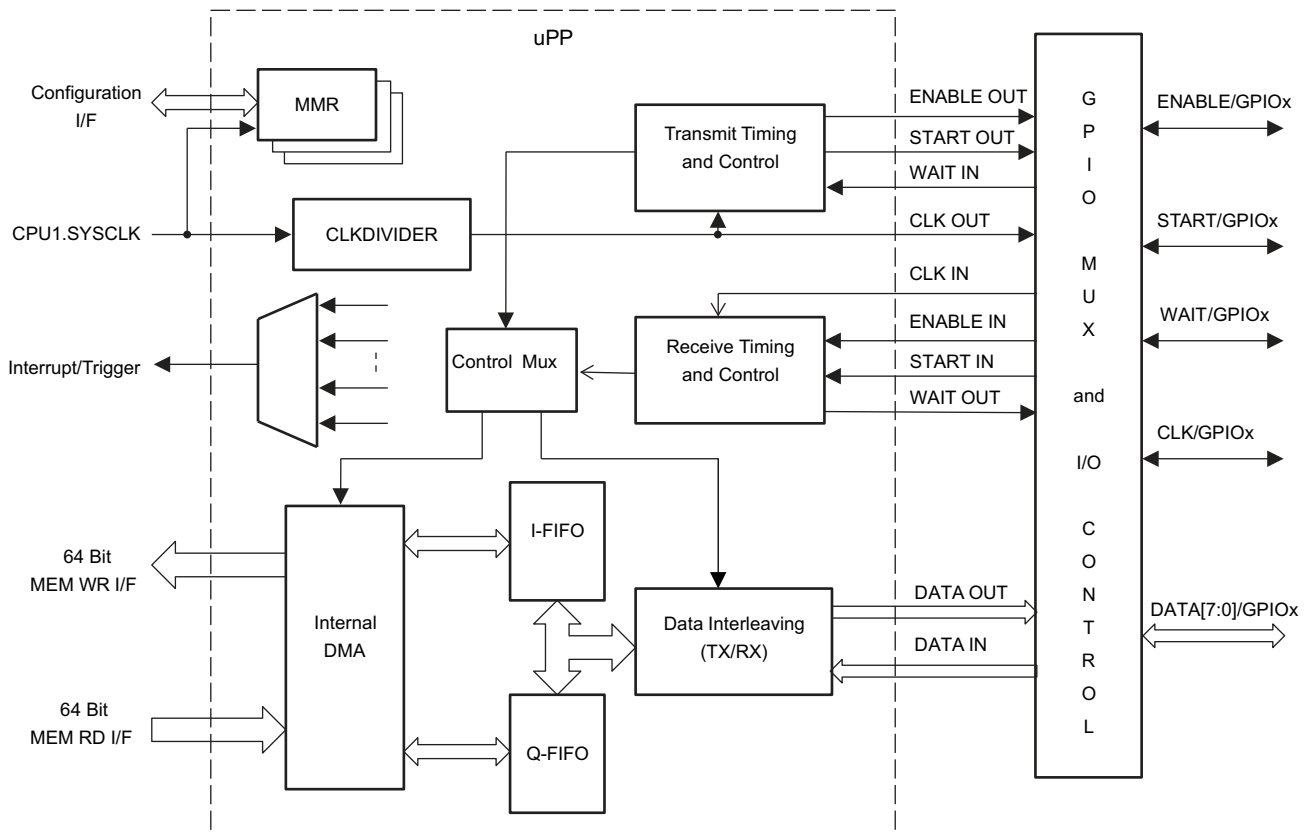 uPP
Configuration
I/F
MMR
CPU1.SYSCLK
CLKDIVIDER
Interrupt/Trigger
Transmit Timing
and Control
Control Mux
Receive Timing
and Control
64 Bit
MEM WR I/F
64 Bit
MEM RD I/F
Internal
DMA
I-FIFO
Q-FIFO
Data Interleaving
(TX/RX)
ENABLE OUT
START OUT
WAIT IN
CLK OUT
CLK IN
ENABLE IN
START IN
WAIT OUT
DATA OUT
DATA IN
GPIO
MUX
and
I/O
CONTROL
ENABLE/GPIOx
START/GPIOx
WAIT/GPIOx
CLK/GPIOx
DATA[7:0]/GPIOx